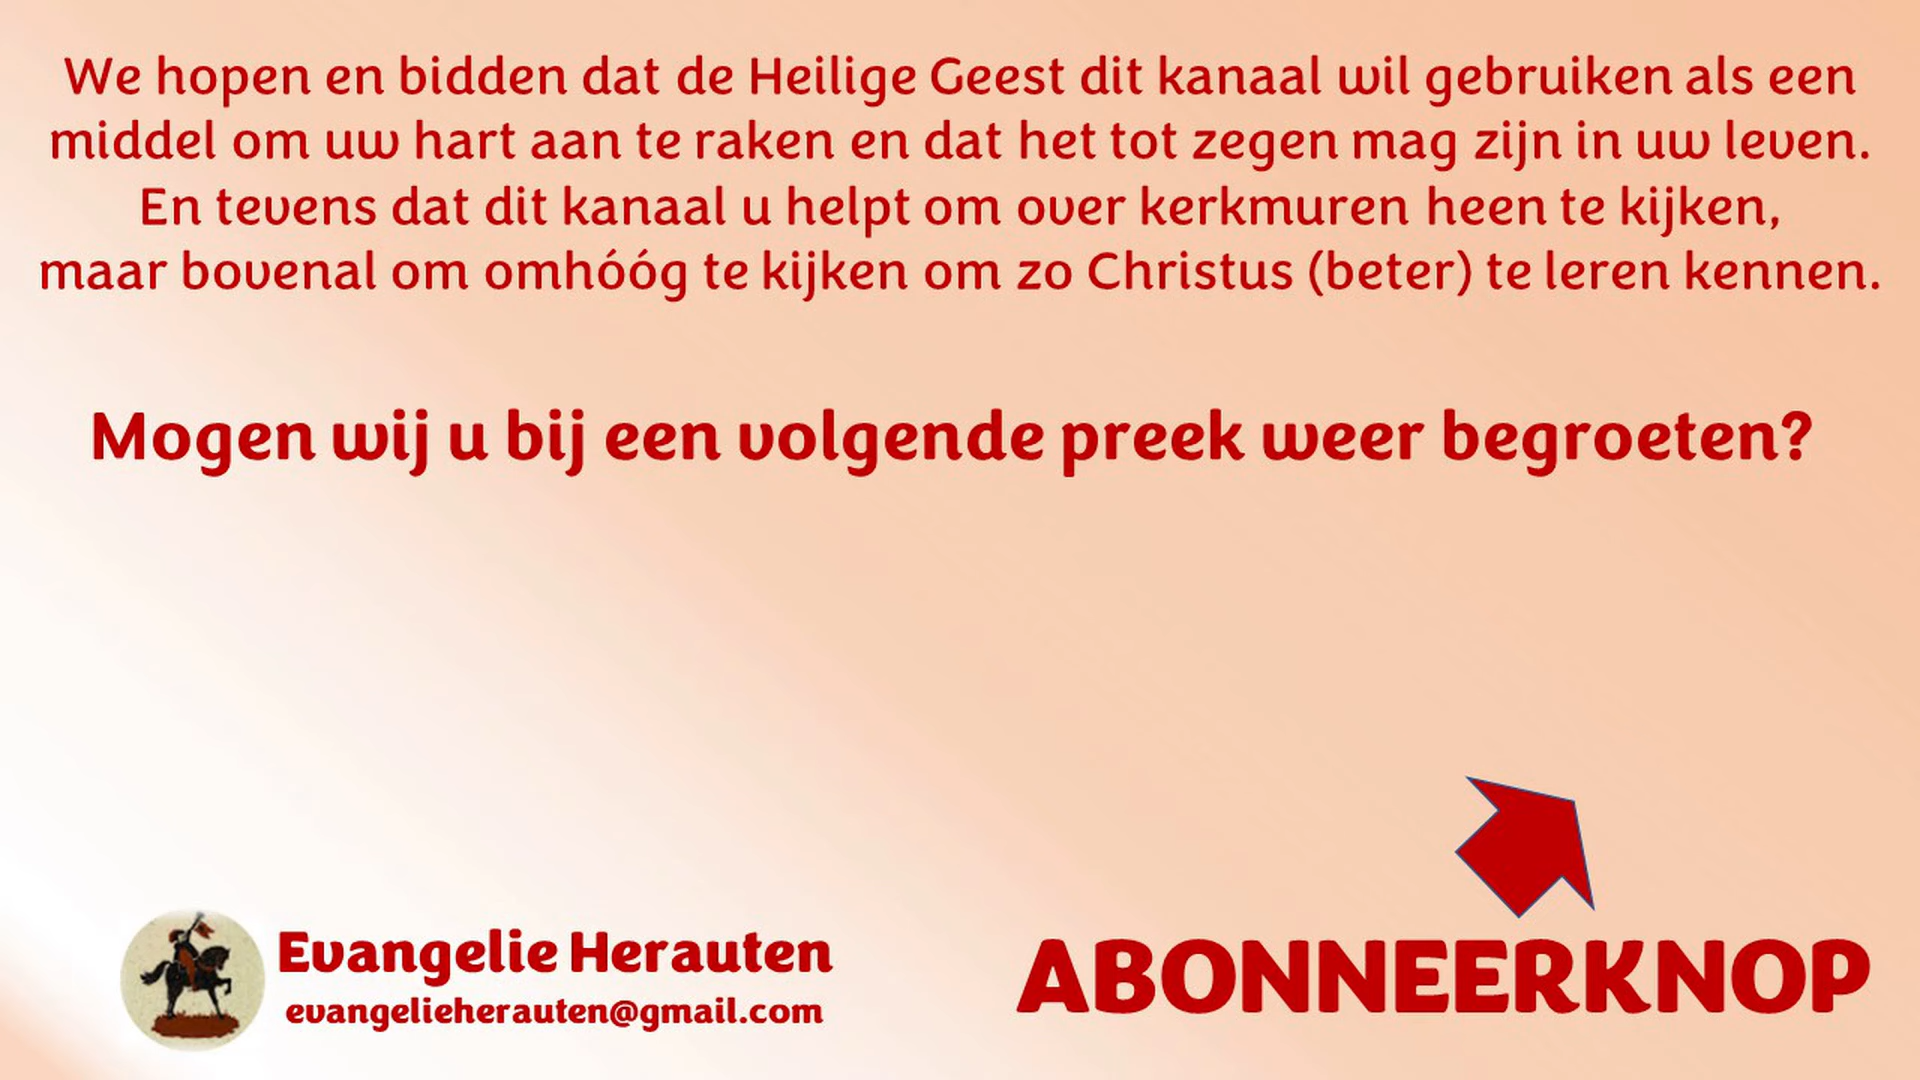 We hopen en bidden dat de Heilige Geest dit kanaal wil gebruiken als een
middel om uw hart aan te raken en dat het tot zegen mag zijn in uw leven.
En tevens dat dit kanaal u helpt om over kerkmuren heen te kijken,
maar bovenal om omhóóg te kijken om zo Christus (beter) te leren kennen.
Mogen wij u bij een volgende preek weer begroeten?
Evangelie Herauten
evangelieherauten@gmail.com
ABONNEERKNOP